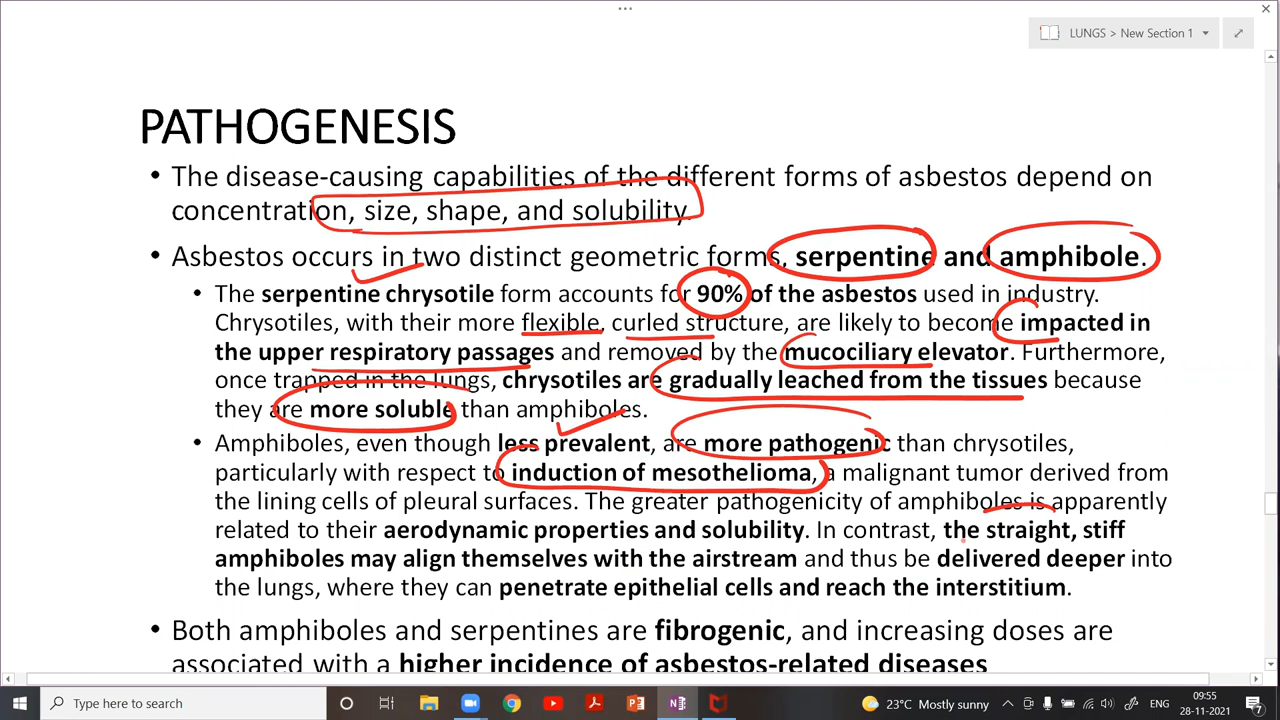 LUNGS > New Section 1
PATHOGENESIS
• The disease-causing capabilities of the different forms of asbestos depend on
concentration, size, shape, and solubility.
• Asbestos occurs in two distinct geometric forms, serpentine and amphibole.
• The serpentine chrysotile form accounts for 90% of the asbestos used in industry.
Chrysotiles, with their more flexible, curled structure, are likely to become impacted in
the upper respiratory passages and removed by the mucociliary elevator. Furthermore,
once trapped in the lungs, chrysotiles are gradually leached from the tissues because
they are more soluble than amphiboles.
• Amphiboles, even though less prevalent, are more pathogenic than chrysotiles,
particularly with respect to induction of mesothelioma, a malignant tumor derived from
the lining cells of pleural surfaces. The greater pathogenicity of amphiboles is apparently
related to their aerodynamic properties and solubility. In contrast, the straight, stiff
amphiboles may align themselves with the airstream and thus be delivered deeper into
the lungs, where they can penetrate epithelial cells and reach the interstitium.
• Both amphiboles and serpentines are fibrogenic, and increasing doses are
associated with a higher incidence of asbestos-related diseases
Type here to search
23°C Mostly sunny
ENG
09:55
28-11-2021
7